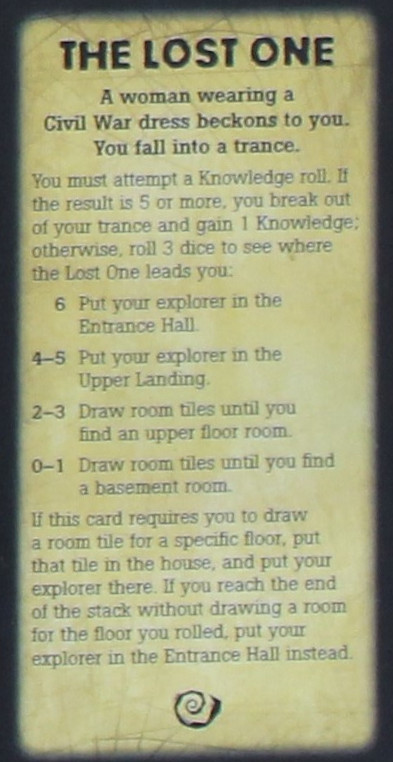 THE LOST ONE
A woman wearing a
Civil War dress beckons to you.
You fall into a trance.
You must attempt a Knowledge roll. If
the result is 5 or more, you break out
of your trance and gain 1 Knowledge;
otherwise, roll 3 dice to see where
the Lost One leads you:
6 Put your explorer in the
Entrance Hall.
4–5 Put your explorer in the
Upper Landing.
2–3 Draw room tiles until you
find an upper floor room.
0–1 Draw room tiles until you find
a basement room.
If this card requires you to draw
a room tile for a specific floor, put
that tile in the house, and put your
explorer there. If you reach the end
of the stack without drawing a room
for the floor you rolled, put your
explorer in the Entrance Hall instead.